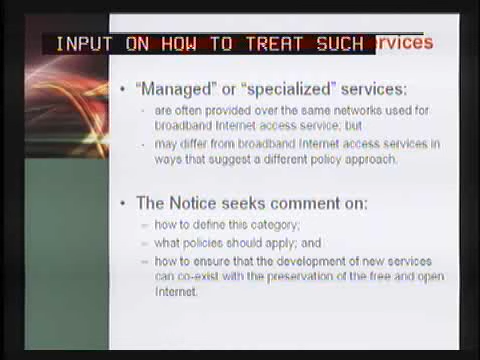 INPUT ON HOW TO TREAT SUCH
ervices
• “Managed” or “specialized” services:
- are often provided over the same networks used for
broadband Internet access service; but
- may differ from broadband Internet access services in
ways that suggest a different policy approach.
• The Notice seeks comment on:
– how to define this category;
– what policies should apply; and
– how to ensure that the development of new services
can co-exist with the preservation of the free and open
Internet.